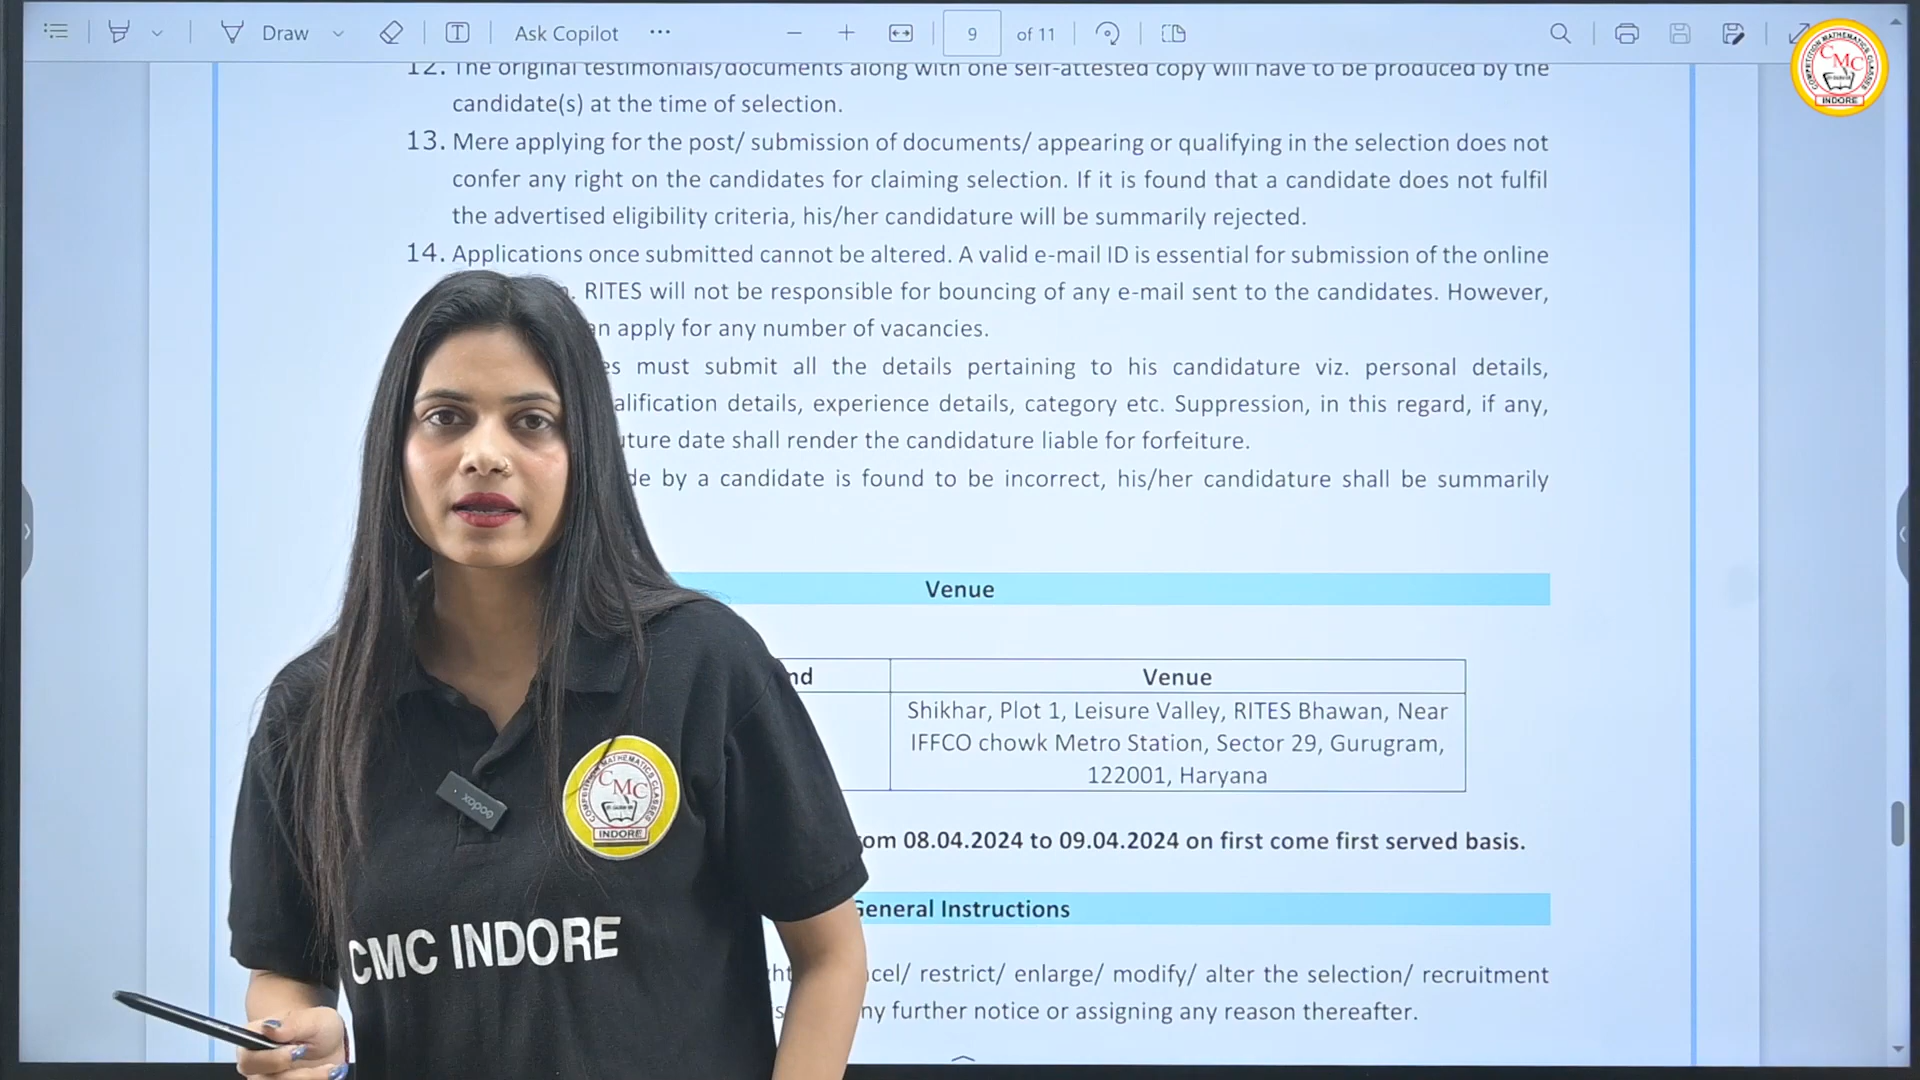 Draw
Ask Copilot
9 of 11
12. The original testimonials/documents along with one self-attested copy will have to be produced by the
candidate(s) at the time of selection.
13. Mere applying for the post/ submission of documents/ appearing or qualifying in the selection does not
confer any right on the candidates for claiming selection. If it is found that a candidate does not fulfil
the advertised eligibility criteria, his/her candidature will be summarily rejected.
14. Applications once submitted cannot be altered. A valid e-mail ID is essential for submission of the online
RITES will not be responsible for bouncing of any e-mail sent to the candidates. However,
apply for any number of vacancies.
must submit all the details pertaining to his candidature viz. personal details,
details, experience details, category etc. Suppression, in this regard, if any,
date shall render the candidature liable for forfeiture.
by a candidate is found to be incorrect, his/her candidature shall be summarily
Venue
Venue
Shikhar, Plot 1, Leisure Valley, RITES Bhawan, Near
IFFCO chowk Metro Station, Sector 29, Gurugram,
122001, Haryana
08.04.2024 to 09.04.2024 on first come first served basis.
General Instructions
restrict/ enlarge/ modify/ alter the selection/ recruitment
further notice or assigning any reason thereafter.
COMPETITION MATHEMATICS CLASSES
CMC
INDORE
COMPETITION MATHEMATICS CLASSES
CMC
INDORE
godox
CMC INDORE